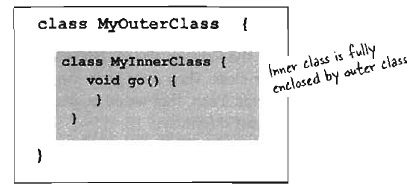 class MyOuterClass {
class MyInnerClass {
void go() {
}
}
}
Inner class is fully
enclosed by outer class